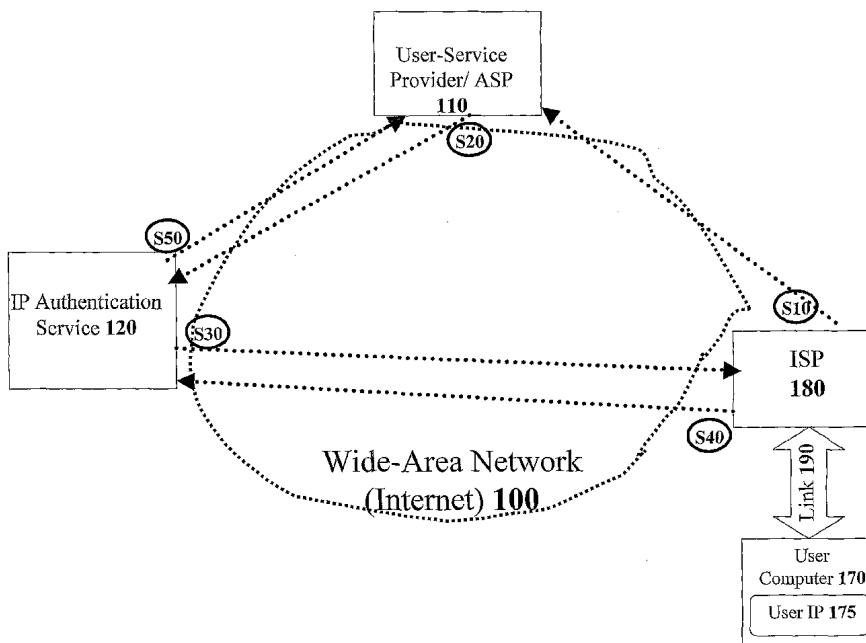 User-Service
Provider/ ASP
110
S20
S50
IP Authentication
Service 120
S30
S10
ISP
180
S40
Wide-Area Network
(Internet) 100
Link 190
User
Computer 170
User IP 175